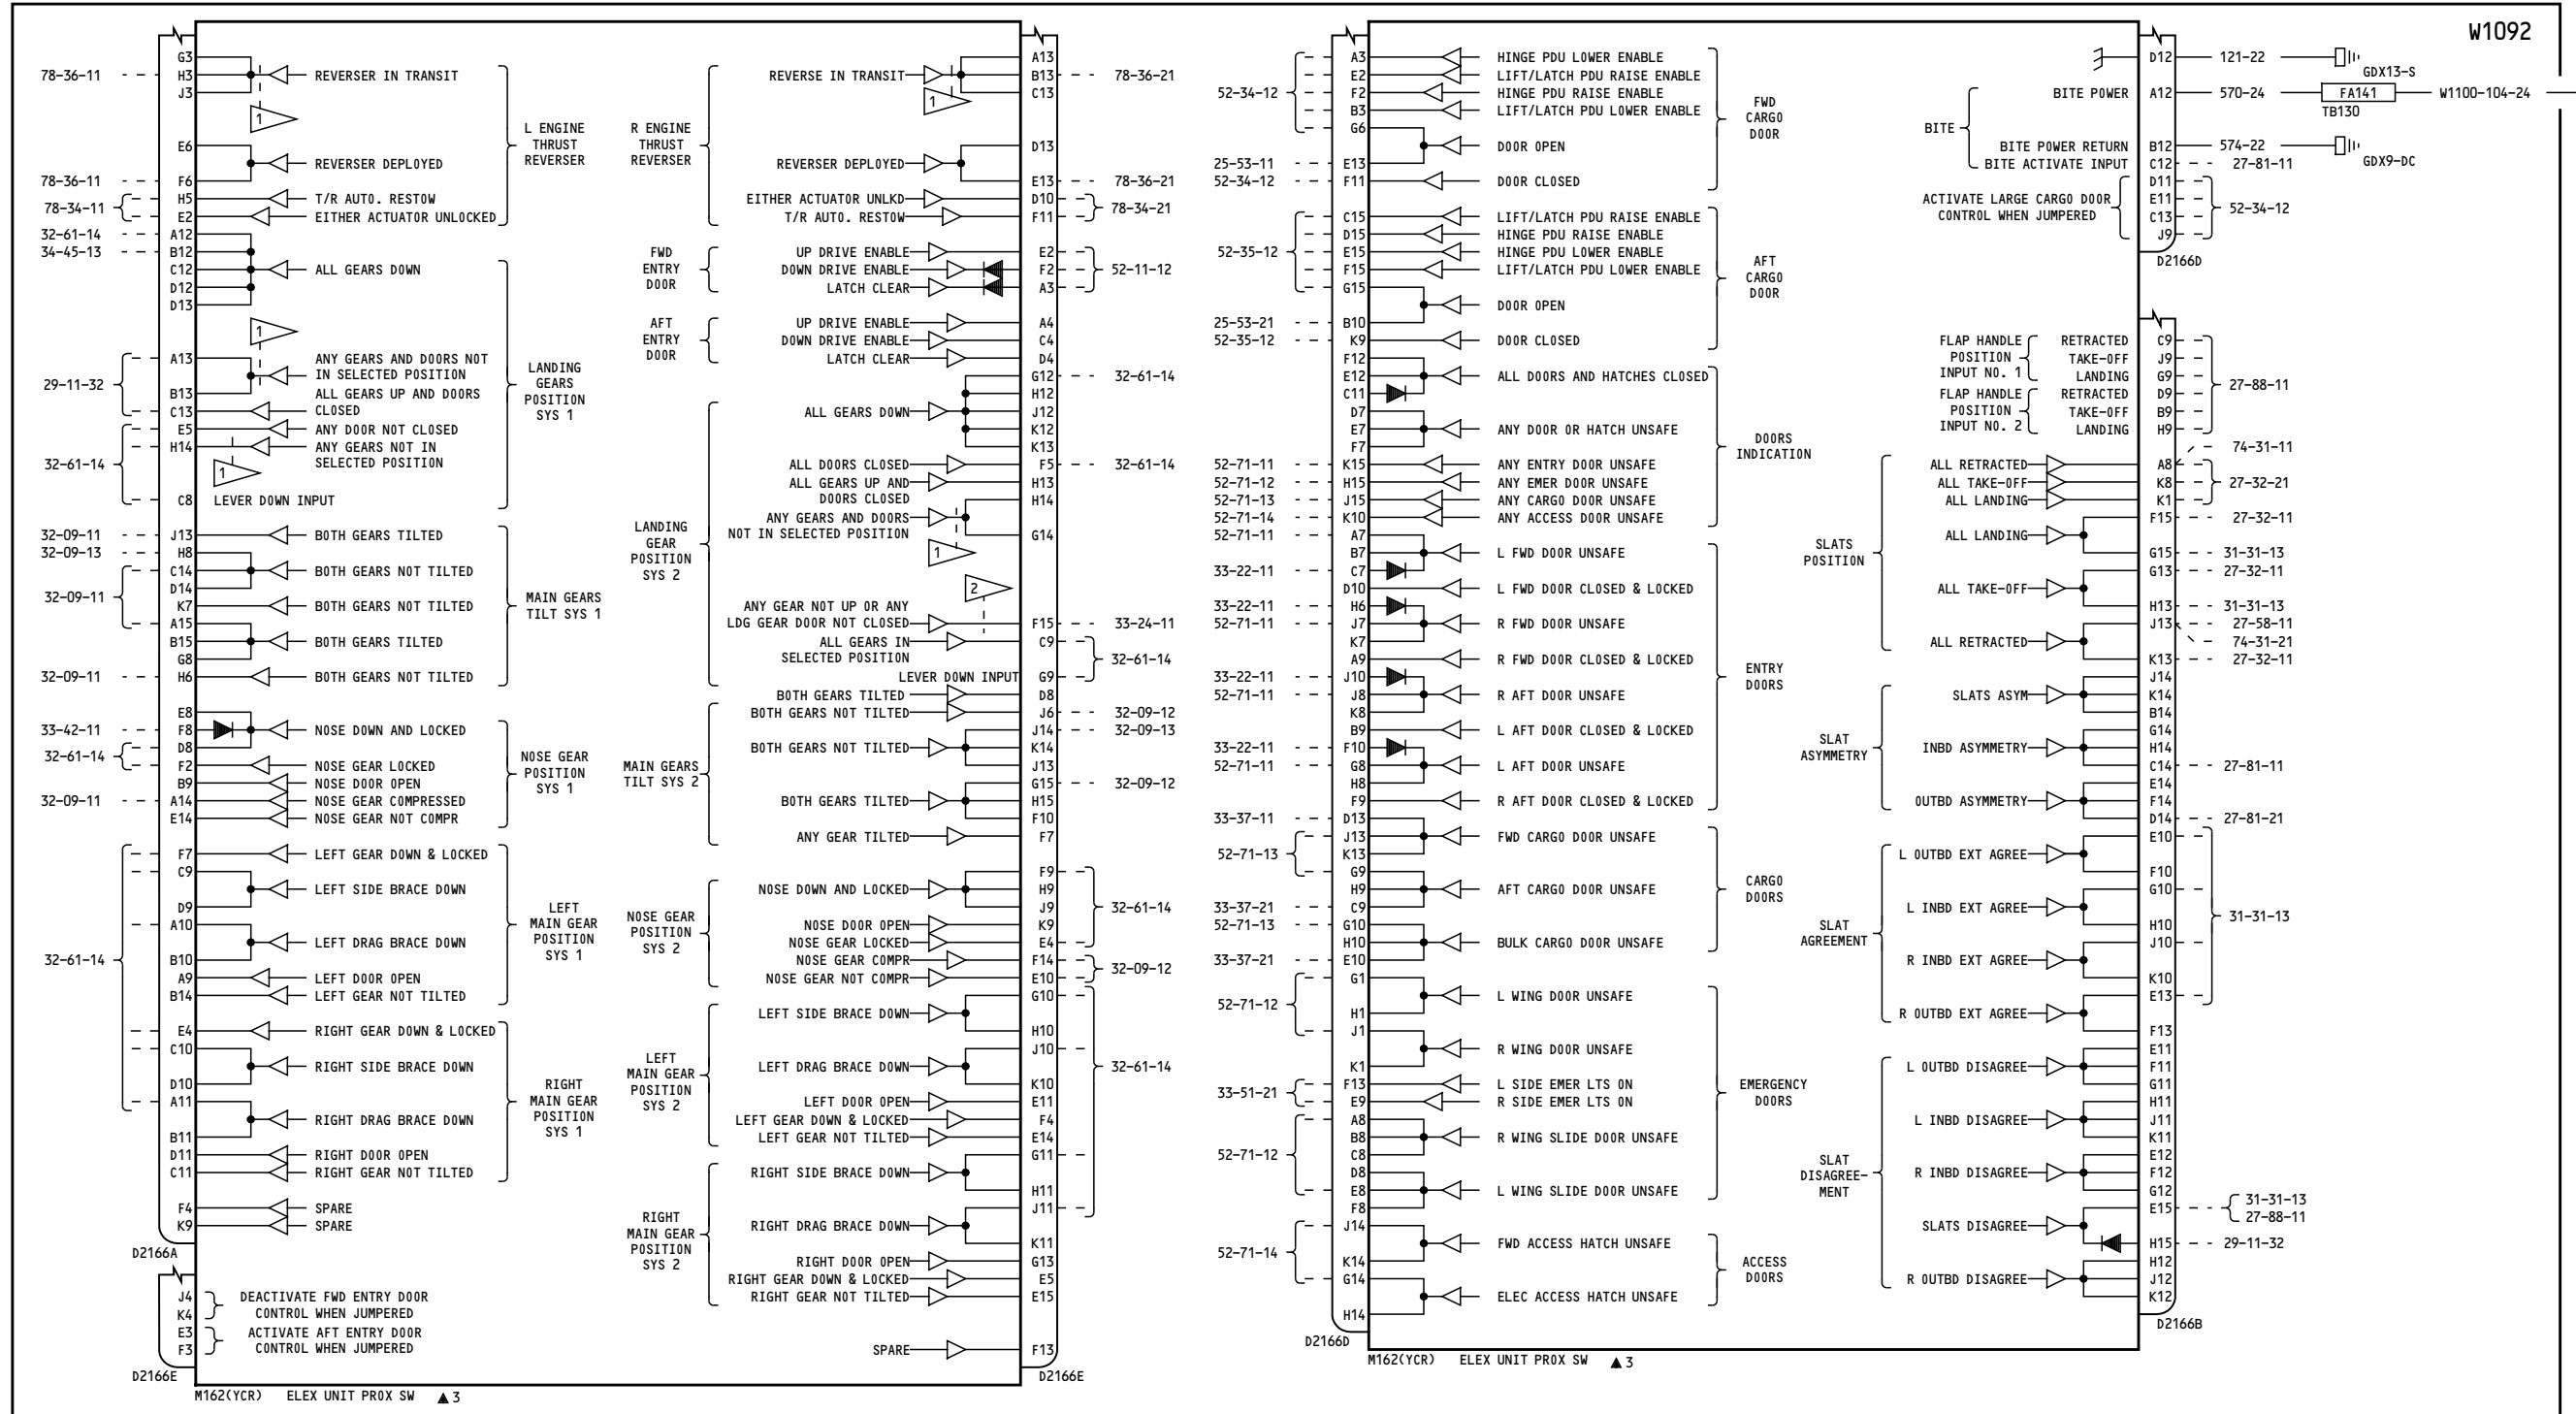 W1092
G3
78-36-11 H3 REVERSER IN TRANSIT
J3
1
L ENGINE
THRUST
REVERSER
E6
REVERSER DEPLOYED
78-36-11 F6
78-34-11
H5 T/R AUTO. RESTOW
E2 EITHER ACTUATOR UNLOCKED
32-61-14 A12
34-45-13 B12
C12 ALL GEARS DOWN
D12
D13
1
29-11-32
A13 ANY GEARS AND DOORS NOT
IN SELECTED POSITION
B13 ALL GEARS UP AND DOORS
C13 CLOSED
LANDING
GEARS
POSITION
SYS 1
E5 ANY DOOR NOT CLOSED
H14 ANY GEARS NOT IN
SELECTED POSITION
32-61-14
1
C8 LEVER DOWN INPUT
32-09-11 J13 BOTH GEARS TILTED
32-09-13 H8
C14 BOTH GEARS NOT TILTED
D14
32-09-11
K7 BOTH GEARS NOT TILTED
MAIN GEARS
TILT SYS 1
A15
B15 BOTH GEARS TILTED
G8
32-09-11 H6 BOTH GEARS NOT TILTED
E8
33-42-11 F8 NOSE DOWN AND LOCKED
D8
32-61-14
F2 NOSE GEAR LOCKED
B9 NOSE DOOR OPEN
32-09-11 A14 NOSE GEAR COMPRESSED
E14 NOSE GEAR NOT COMPR
NOSE GEAR
POSITION
SYS 1
F7 LEFT GEAR DOWN & LOCKED
C9
LEFT SIDE BRACE DOWN
D9
A10
LEFT DRAG BRACE DOWN
B10
32-61-14
A9 LEFT DOOR OPEN
B14 LEFT GEAR NOT TILTED
LEFT
MAIN GEAR
POSITION
SYS 1
E4 RIGHT GEAR DOWN & LOCKED
C10
RIGHT SIDE BRACE DOWN
D10
A11
RIGHT DRAG BRACE DOWN
B11
D11 RIGHT DOOR OPEN
C11 RIGHT GEAR NOT TILTED
RIGHT
MAIN GEAR
POSITION
SYS 1
F4 SPARE
K9 SPARE
D2166A
J4 DEACTIVATE FWD ENTRY DOOR
K4 CONTROL WHEN JUMPERED
E3 ACTIVATE AFT ENTRY DOOR
F3 CONTROL WHEN JUMPERED
D2166E
M162(YCR) ELEX UNIT PROX SW 3
R ENGINE
THRUST
REVERSER
A13
REVERSE IN TRANSIT B13 78-36-21
C13
1
D13
REVERSER DEPLOYED
E13 78-36-21
EITHER ACTUATOR UNLKD D10
T/R AUTO. RESTOW F11
78-34-21
FWD
ENTRY
DOOR
UP DRIVE ENABLE E2
DOWN DRIVE ENABLE F2 52-11-12
LATCH CLEAR A3
AFT
ENTRY
DOOR
UP DRIVE ENABLE A4
DOWN DRIVE ENABLE C4
LATCH CLEAR D4
G12 32-61-14
H12
ALL GEARS DOWN J12
K12
K13
ALL DOORS CLOSED F5 32-61-14
ALL GEARS UP AND H13
DOORS CLOSED H14
ANY GEARS AND DOORS
NOT IN SELECTED POSITION G14
LANDING
GEAR
POSITION
SYS 2
1
2
ANY GEAR NOT UP OR ANY
LDG GEAR DOOR NOT CLOSED F15 33-24-11
ALL GEARS IN C9
SELECTED POSITION 32-61-14
LEVER DOWN INPUT G9
BOTH GEARS TILTED D8
BOTH GEARS NOT TILTED J6 32-09-12
J14 32-09-13
BOTH GEARS NOT TILTED K14
J13
MAIN GEARS
TILT SYS 2
G15 32-09-12
BOTH GEARS TILTED H15
F10
ANY GEAR TILTED F7
F9
NOSE DOWN AND LOCKED H9
J9 32-61-14
NOSE DOOR OPEN K9
NOSE GEAR LOCKED E4
NOSE GEAR COMPR F14
NOSE GEAR NOT COMPR E10
32-09-12
NOSE GEAR
POSITION
SYS 2
G10
LEFT SIDE BRACE DOWN
H10
J10
LEFT DRAG BRACE DOWN 32-61-14
K10
LEFT DOOR OPEN E11
LEFT GEAR DOWN & LOCKED F4
LEFT GEAR NOT TILTED E14
LEFT
MAIN GEAR
POSITION
SYS 2
G11
RIGHT SIDE BRACE DOWN
H11
J11
RIGHT DRAG BRACE DOWN
K11
RIGHT DOOR OPEN G13
RIGHT GEAR DOWN & LOCKED E5
RIGHT GEAR NOT TILTED E15
RIGHT
MAIN GEAR
POSITION
SYS 2
SPARE F13
D2166E
A3 HINGE PDU LOWER ENABLE
E2 LIFT/LATCH PDU RAISE ENABLE
52-34-12 F2 HINGE PDU RAISE ENABLE
B3 LIFT/LATCH PDU LOWER ENABLE
G6
DOOR OPEN
25-53-11 E13
52-34-12 F11 DOOR CLOSED
FWD
CARGO
DOOR
C15 LIFT/LATCH PDU RAISE ENABLE
D15 HINGE PDU RAISE ENABLE
52-35-12 E15 HINGE PDU LOWER ENABLE
F15 LIFT/LATCH PDU LOWER ENABLE
G15
DOOR OPEN
25-53-21 B10
52-35-12 K9 DOOR CLOSED
AFT
CARGO
DOOR
F12
E12 ALL DOORS AND HATCHES CLOSED
C11
D7
E7 ANY DOOR OR HATCH UNSAFE
F7
52-71-11 K15 ANY ENTRY DOOR UNSAFE
52-71-12 H15 ANY EMER DOOR UNSAFE
52-71-13 J15 ANY CARGO DOOR UNSAFE
52-71-14 K10 ANY ACCESS DOOR UNSAFE
DOORS
INDICATION
52-71-11 A7
B7 L FWD DOOR UNSAFE
33-22-11 C7
D10 L FWD DOOR CLOSED & LOCKED
33-22-11 H6
52-71-11 J7 R FWD DOOR UNSAFE
K7
A9 R FWD DOOR CLOSED & LOCKED
33-22-11 J10
52-71-11 J8 R AFT DOOR UNSAFE
K8
B9 L AFT DOOR CLOSED & LOCKED
33-22-11 F10
52-71-11 G8 L AFT DOOR UNSAFE
H8
F9 R AFT DOOR CLOSED & LOCKED
ENTRY
DOORS
33-37-11 D13
J13 FWD CARGO DOOR UNSAFE
52-71-13 K13
G9
H9 AFT CARGO DOOR UNSAFE
33-37-21 C9
52-71-13 G10
H10 BULK CARGO DOOR UNSAFE
33-37-21 E10
CARGO
DOORS
G1
52-71-12 L WING DOOR UNSAFE
H1
J1
R WING DOOR UNSAFE
K1
33-51-21
F13 L SIDE EMER LTS ON
E9 R SIDE EMER LTS ON
A8
B8 R WING SLIDE DOOR UNSAFE
52-71-12 C8
D8
E8 L WING SLIDE DOOR UNSAFE
F8
EMERGENCY
DOORS
J14
FWD ACCESS HATCH UNSAFE
52-71-14 K14
G14
ELEC ACCESS HATCH UNSAFE
H14
ACCESS
DOORS
D2166D
M162(YCR) ELEX UNIT PROX SW 3
D12 121-22 GDX13-S
BITE
BITE POWER A12 570-24 FA141 W1100-104-24
TB130
BITE POWER RETURN B12 574-22 GDX9-DC
BITE ACTIVATE INPUT C12 27-81-11
D11
ACTIVATE LARGE CARGO DOOR E11
CONTROL WHEN JUMPERED C13 52-34-12
J9
D2166D
FLAP HANDLE RETRACTED C9
POSITION TAKE-OFF J9
INPUT NO. 1 LANDING G9 27-88-11
FLAP HANDLE RETRACTED D9
POSITION TAKE-OFF B9
INPUT NO. 2 LANDING H9
74-31-11
ALL RETRACTED A8
ALL TAKE-OFF K8 27-32-21
ALL LANDING K1
F15 27-32-11
ALL LANDING
G15 31-31-13
G13 27-32-11
ALL TAKE-OFF
H13 31-31-13
J13 27-58-11
ALL RETRACTED 74-31-21
K13 27-32-11
SLATS
POSITION
J14
SLATS ASYM K14
B14
G14
INBD ASYMMETRY H14
C14 27-81-11
E14
OUTBD ASYMMETRY F14
D14 27-81-21
SLAT
ASYMMETRY
E10
L OUTBD EXT AGREE
F10
G10
L INBD EXT AGREE 31-31-13
H10
J10
R INBD EXT AGREE
K10
E13
R OUTBD EXT AGREE
F13
SLAT
AGREEMENT
E11
L OUTBD DISAGREE F11
G11
H11
L INBD DISAGREE J11
K11
E12
R INBD DISAGREE F12
G12
E15 31-31-13
27-88-11
SLATS DISAGREE
H15 29-11-32
H12
R OUTBD DISAGREE J12
K12
SLAT
DISAGREE-
MENT
D2166B